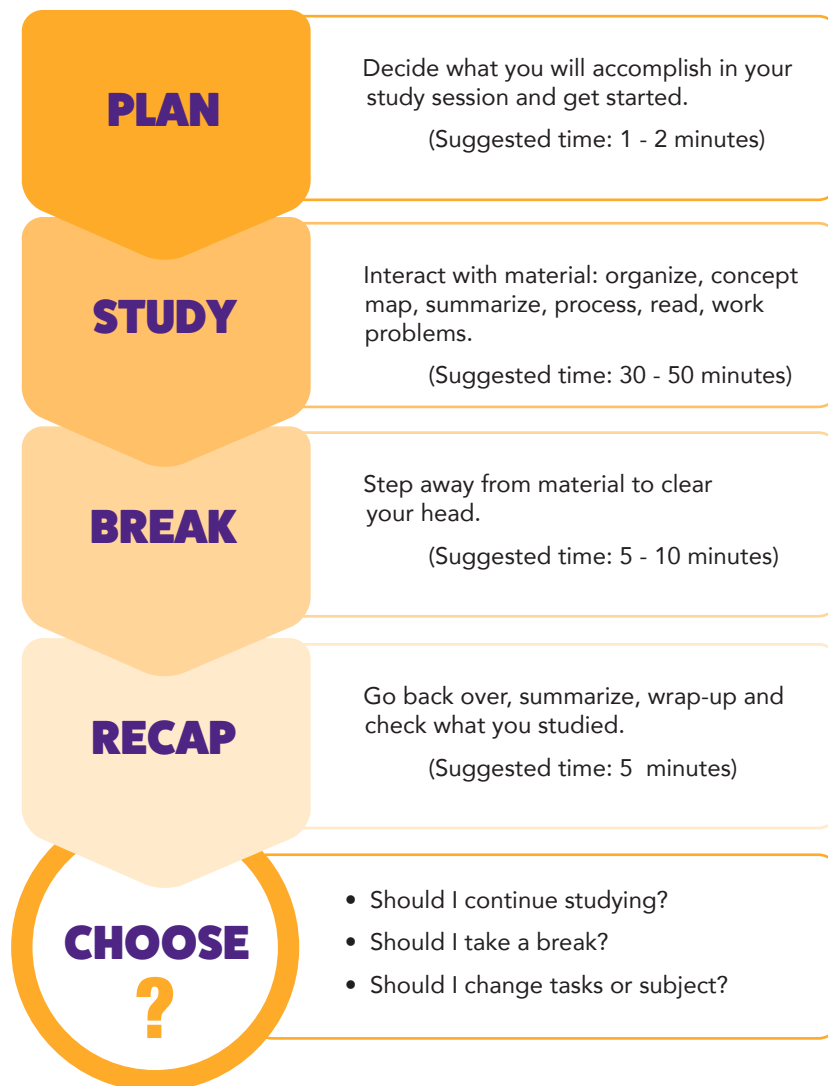 PLAN
Decide what you will accomplish in your
study session and get started.
(Suggested time: 1 - 2 minutes)
STUDY
Interact with material: organize, concept
map, summarize, process, read, work
problems.
(Suggested time: 30 - 50 minutes)
BREAK
Step away from material to clear
your head.
(Suggested time: 5 - 10 minutes)
RECAP
Go back over, summarize, wrap-up and
check what you studied.
(Suggested time: 5  minutes)
CHOOSE
?
• Should I continue studying?
• Should I take a break?
• Should I change tasks or subject?